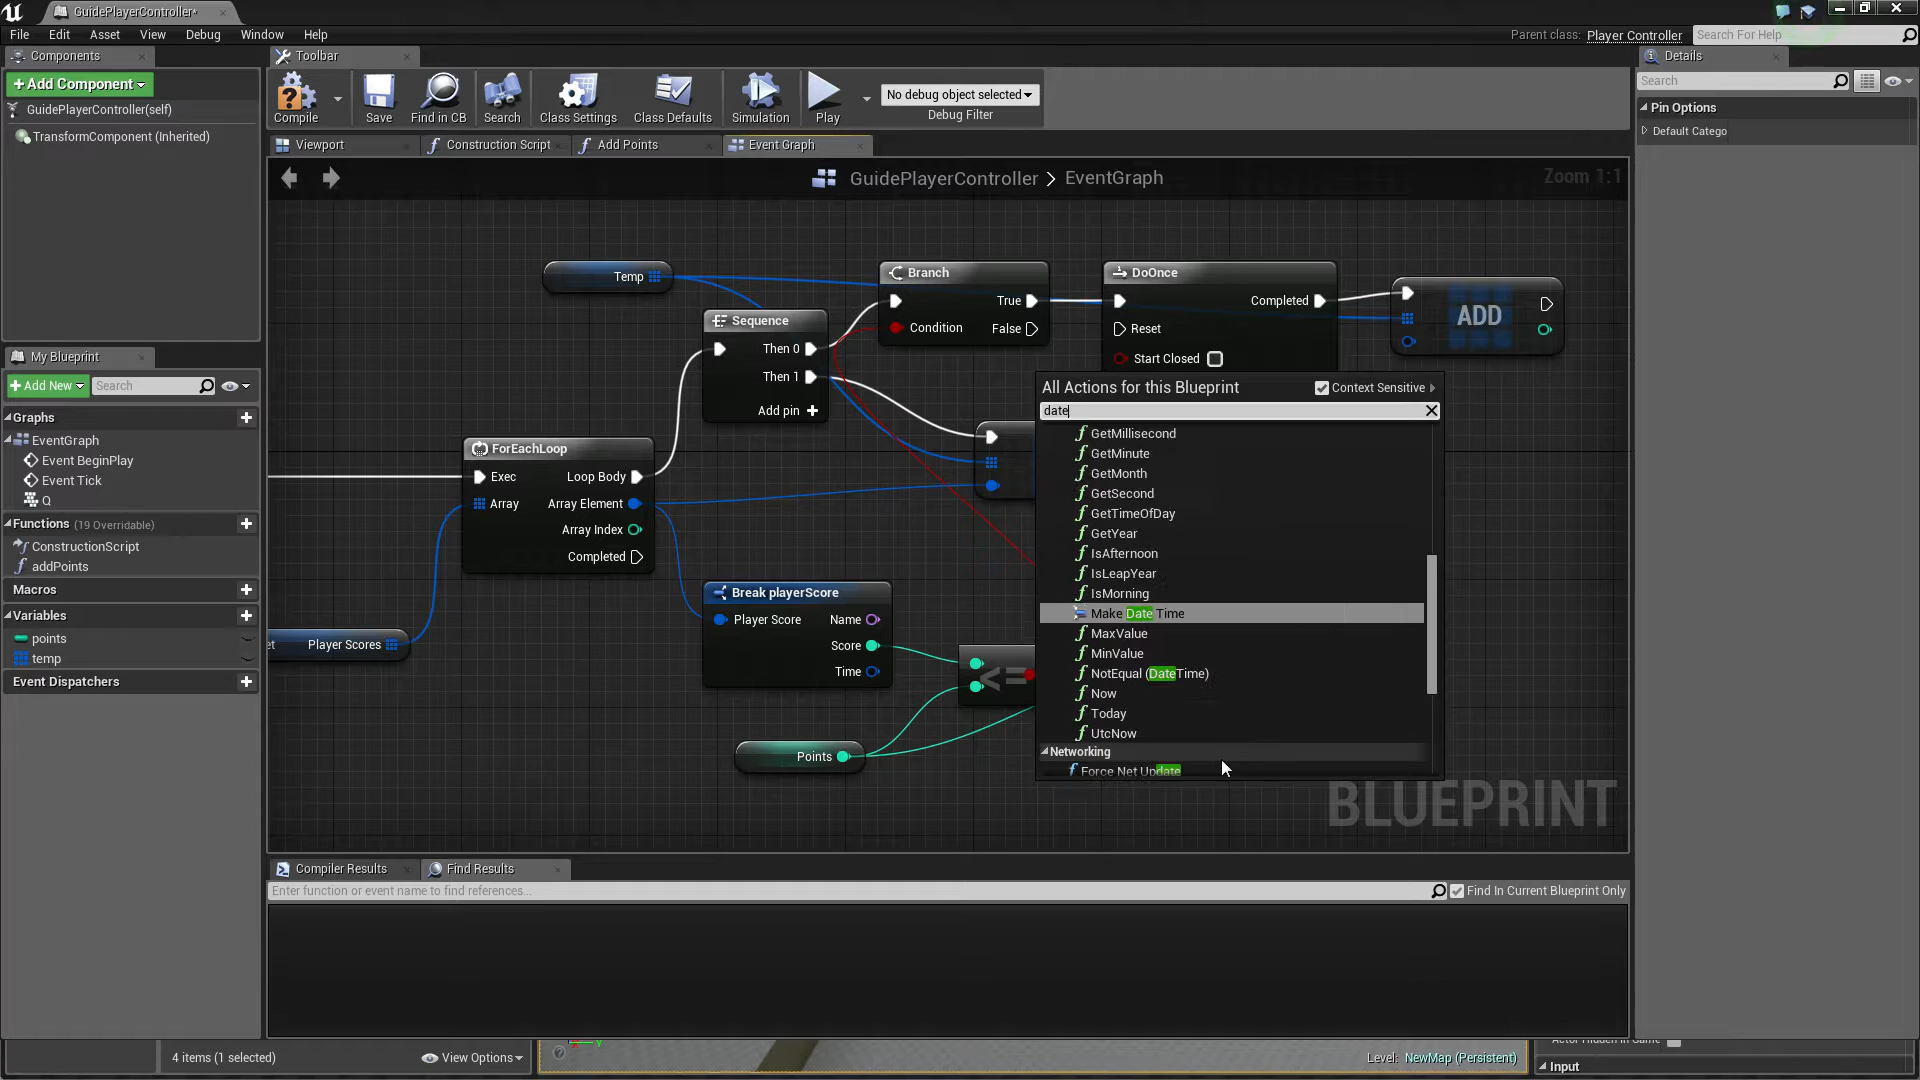 GuidePlayerController*
File Edit Asset View Debug Window Help
Parent class: Player Controller
Search For Help
Components
Toolbar
Details
+Add Component
Compile
Save
Find in CB
Search
Class Settings
Class Defaults
Simulation
Play
No debug object selected
Debug Filter
Search
Pin Options
Default Catego
GuidePlayerController(self)
TransformComponent (Inherited)
Viewport
Construction Script
Add Points
Event Graph
GuidePlayerController > EventGraph
Zoom 1:1
Temp
Branch
True
Condition
False
DoOnce
Completed
Reset
Start Closed
ADD
Sequence
Then 0
Then 1
Add pin
My Blueprint
+Add New
Search
Graphs
EventGraph
Event BeginPlay
Event Tick
Q
Functions (19 Overridable)
ConstructionScript
addPoints
Macros
Variables
points
temp
Event Dispatchers
ForEachLoop
Exec
Loop Body
Array
Array Element
Array Index
Completed
Player Scores
Break playerScore
Player Score
Name
Score
Time
<=
Points
All Actions for this Blueprint
Context Sensitive
date
GetMillisecond
GetMinute
GetMonth
GetSecond
GetTimeOfDay
GetYear
IsAfternoon
IsLeapYear
IsMorning
Make Date Time
MaxValue
MinValue
NotEqual (DateTime)
Now
Today
UtcNow
Networking
Force Net Update
BLUEPRINT
Compiler Results
Find Results
Enter function or event name to find references...
Find In Current Blueprint Only
4 items (1 selected)
View Options
Level: NewMap (Persistent)
Input